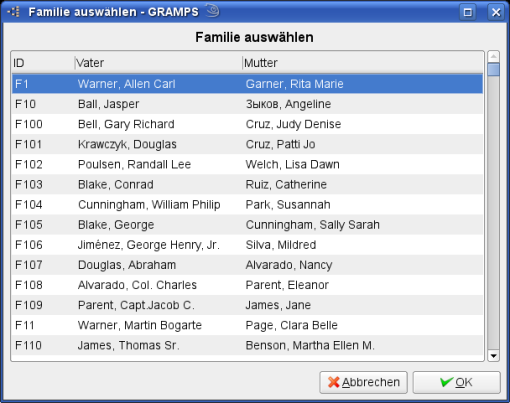 Familie auswählen - GRAMPS
Familie auswählen
ID Vater Mutter
F1 Warner, Allen Carl Garner, Rita Marie
F10 Ball, Jasper Зыков, Angeline
F100 Bell, Gary Richard Cruz, Judy Denise
F101 Krawczyk, Douglas Cruz, Patti Jo
F102 Poulsen, Randall Lee Welch, Lisa Dawn
F103 Blake, Conrad Ruiz, Catherine
F104 Cunningham, William Philip Park, Susannah
F105 Blake, George Cunningham, Sally Sarah
F106 Jiménez, George Henry, Jr. Silva, Mildred
F107 Douglas, Abraham Alvarado, Nancy
F108 Alvarado, Col. Charles Parent, Eleanor
F109 Parent, Capt.Jacob C. James, Jane
F11 Warner, Martin Bogarte Page, Clara Belle
F110 James, Thomas Sr. Benson, Martha Ellen M.
Abbrechen OK